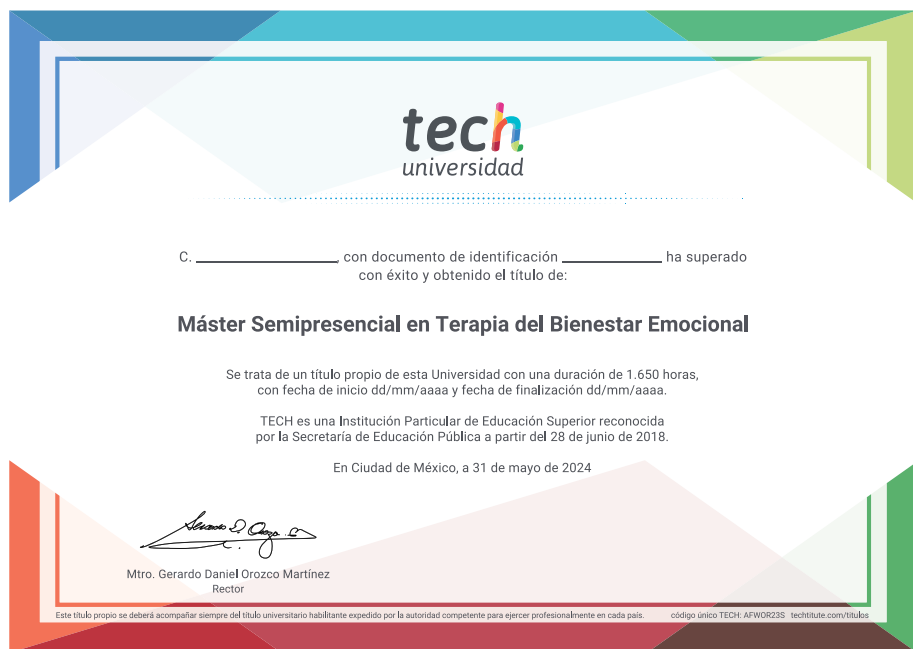 tech
universidad
C. ________________, con documento de identificación ____________ ha superado
con éxito y obtenido el título de:
Máster Semipresencial en Terapia del Bienestar Emocional
Se trata de un título propio de esta Universidad con una duración de 1.650 horas,
con fecha de inicio dd/mm/aaaa y fecha de finalización dd/mm/aaaa.
TECH es una Institución Particular de Educación Superior reconocida
por la Secretaría de Educación Pública a partir del 28 de junio de 2018.
En Ciudad de México, a 31 de mayo de 2024
Mtro. Gerardo Daniel Orozco Martínez
Rector
Este título propio se deberá acompañar siempre del título universitario habilitante expedido por la autoridad competente para ejercer profesionalmente en cada país. código único TECH: AFWOR23S techtitute.com/titulos